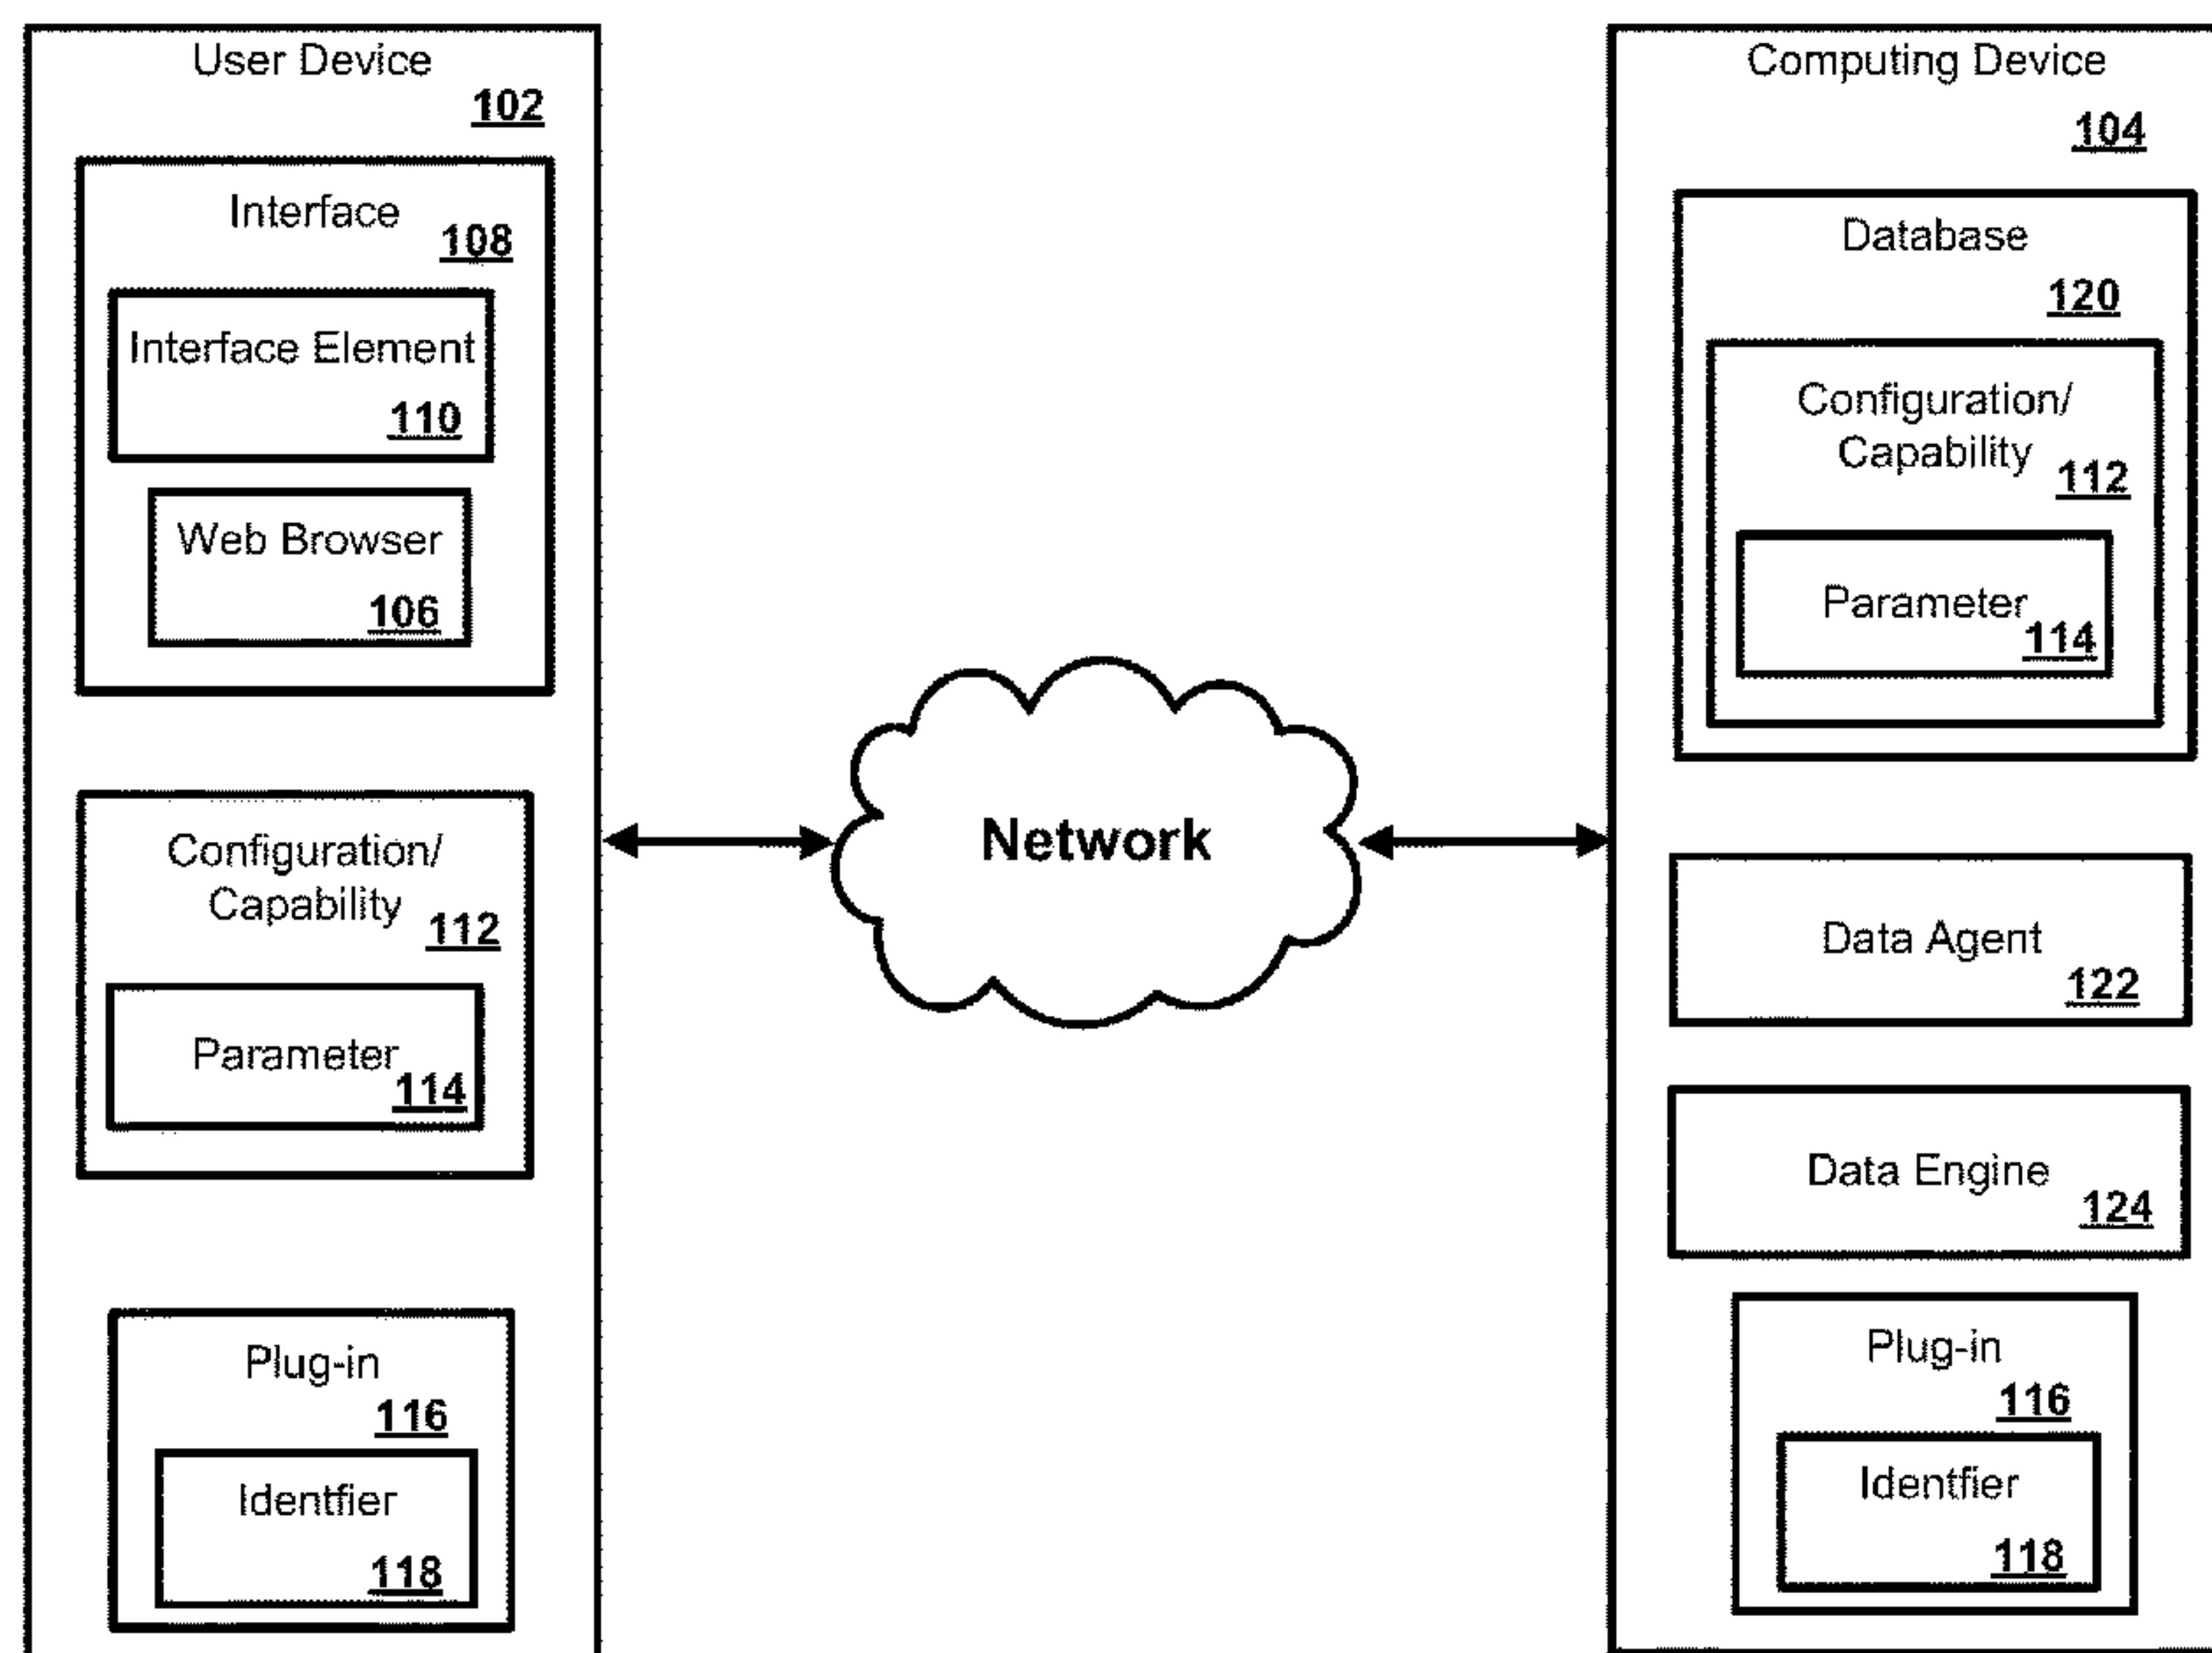 User Device
102
Interface
108
Interface Element
110
Web Browser
106
Configuration/
Capability
112
Parameter
114
Plug-in
116
Identfier
118
Network
Computing Device
104
Database
120
Configuration/
Capability
112
Parameter
114
Data Agent
122
Data Engine
124
Plug-in
116
Identfier
118